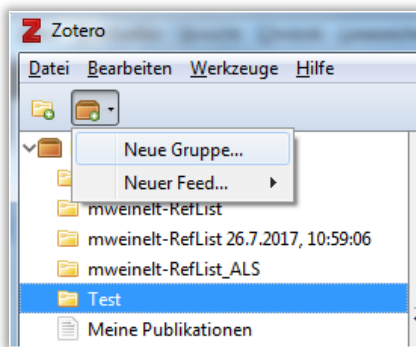 Zotero
Datei Bearbeiten Werkzeuge Hilfe
Neue Gruppe...
Neuer Feed...
mweinelt-RefList
mweinelt-RefList 26.7.2017, 10:59:06
mweinelt-RefList_ALS
Test
Meine Publikationen